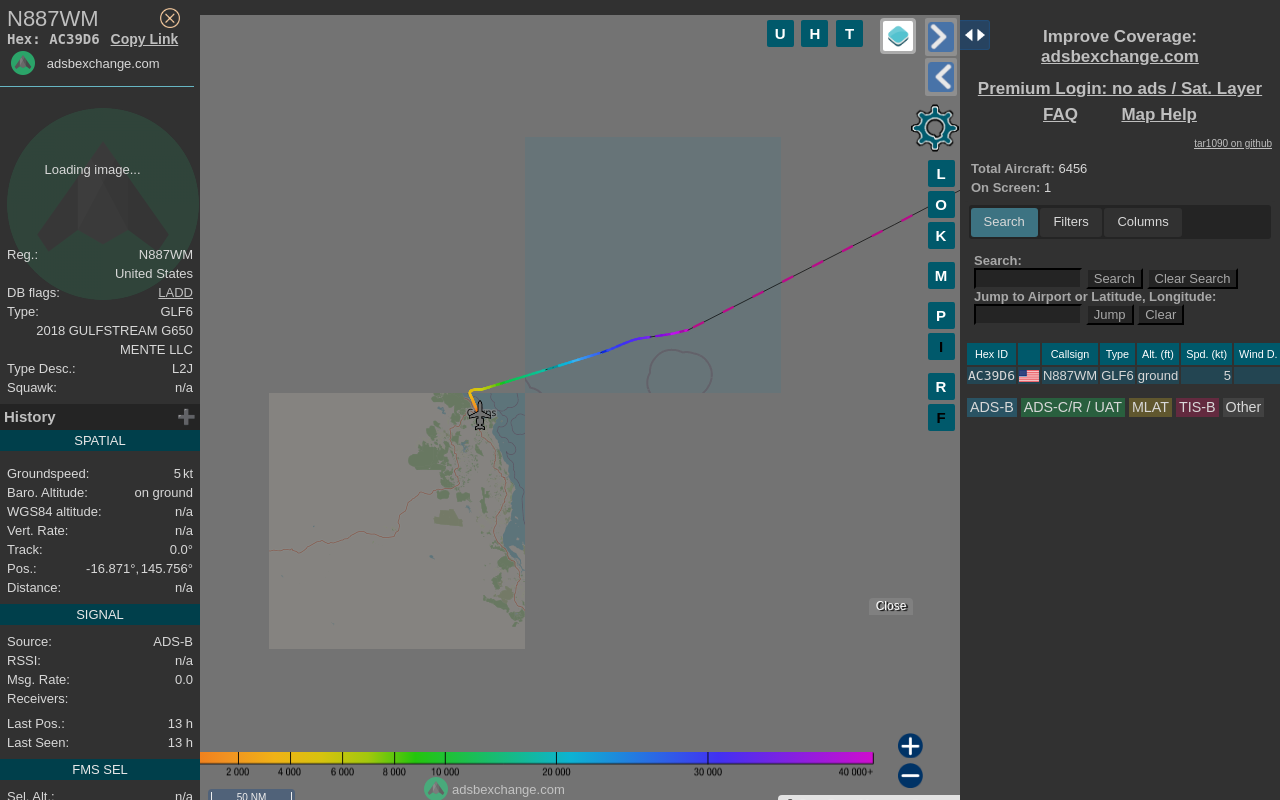 N887WM
Hex: AC39D6 Copy Link
adsbexchange.com
Loading image...
Reg.: N887WM
United States
DB flags: LADD
Type: GLF6
2018 GULFSTREAM G650
MENTE LLC
Type Desc.: L2J
Squawk: n/a
History
SPATIAL
Groundspeed: 5 kt
Baro. Altitude: on ground
WGS84 altitude: n/a
Vert. Rate: n/a
Track: 0.0°
Pos.: -16.871°, 145.756°
Distance: n/a
SIGNAL
Source: ADS-B
RSSI: n/a
Msg. Rate: 0.0
Receivers:
Last Pos.: 13 h
Last Seen: 13 h
FMS SEL
Sel. Alt.: n/a
U H T
L
O
K
M
P
I
R
F
Close
2 000 4 000 6 000 8 000 10 000 20 000 30 000 40 000+
adsbexchange.com
50 NM
Improve Coverage:
adsbexchange.com
Premium Login: no ads / Sat. Layer
FAQ Map Help
tar1090 on github
Total Aircraft: 6456
On Screen: 1
Search Filters Columns
Search:
Search Clear Search
Jump to Airport or Latitude, Longitude:
Jump Clear
Hex ID Callsign Type Alt. (ft) Spd. (kt) Wind D.
AC39D6 N887WM GLF6 ground 5
ADS-B ADS-C/R / UAT MLAT TIS-B Other